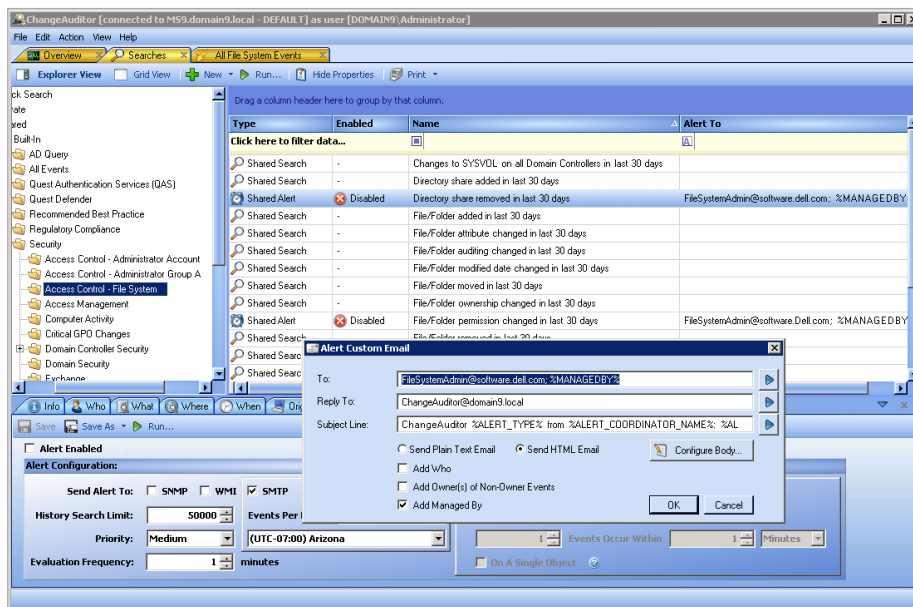 ChangeAuditor [connected to MS9.domain9.local - DEFAULT] as user [DOMAIN9\Administrator]
File Edit Action View Help
Overview Searches All File System Events
Explorer View Grid View New Run... Hide Properties Print
ck Search
Drag a column header here to group by that column.
vate
ared
Type Enabled Name Alert To
Built-In
Click here to filter data...
AD Query
All Events
Shared Search - Changes to SYSVOL on all Domain Controllers in last 30 days
Quest Authentication Services (QAS)
Shared Search - Directory share added in last 30 days
Quest Defender
Shared Alert Disabled Directory share removed in last 30 days FileSystemAdmin@software.dell.com; %MANAGEDBY
Recommended Best Practice
Shared Search - File/Folder added in last 30 days
Regulatory Compliance
Shared Search - File/Folder attribute changed in last 30 days
Security
Shared Search - File/Folder auditing changed in last 30 days
Access Control - Administrator Account
Shared Search - File/Folder modified date changed in last 30 days
Access Control - Administrator Group A
Shared Search - File/Folder moved in last 30 days
Access Control - File System
Shared Search - File/Folder ownership changed in last 30 days
Access Management
Computer Activity
Shared Alert Disabled File/Folder permission changed in last 30 days FileSystemAdmin@software.Dell.com; %MANAGEDBY
Critical GPO Changes
Shared Search - File/Folder removed in last 30 days
Domain Controller Security
Shared Searc
Domain Security
Shared Searc
Exchange
Alert Custom Email
To: FileSystemAdmin@software.dell.com; %MANAGEDBY%
Reply To: ChangeAuditor@domain9.local
Subject Line: ChangeAuditor %ALERT_TYPE% from %ALERT_COORDINATOR_NAME%: %AL
Send Plain Text Email Send HTML Email Configure Body...
Add Who
Add Owner(s) of Non-Owner Events
Add Managed By
OK Cancel
Info Who What Where When Orig
Save Save As Run...
Alert Enabled
Alert Configuration:
Send Alert To: SNMP WMI SMTP
History Search Limit: 50000 Events Per
Priority: Medium (UTC-07:00) Arizona 1 Events Occur Within 1 Minutes
Evaluation Frequency: 1 minutes On A Single Object